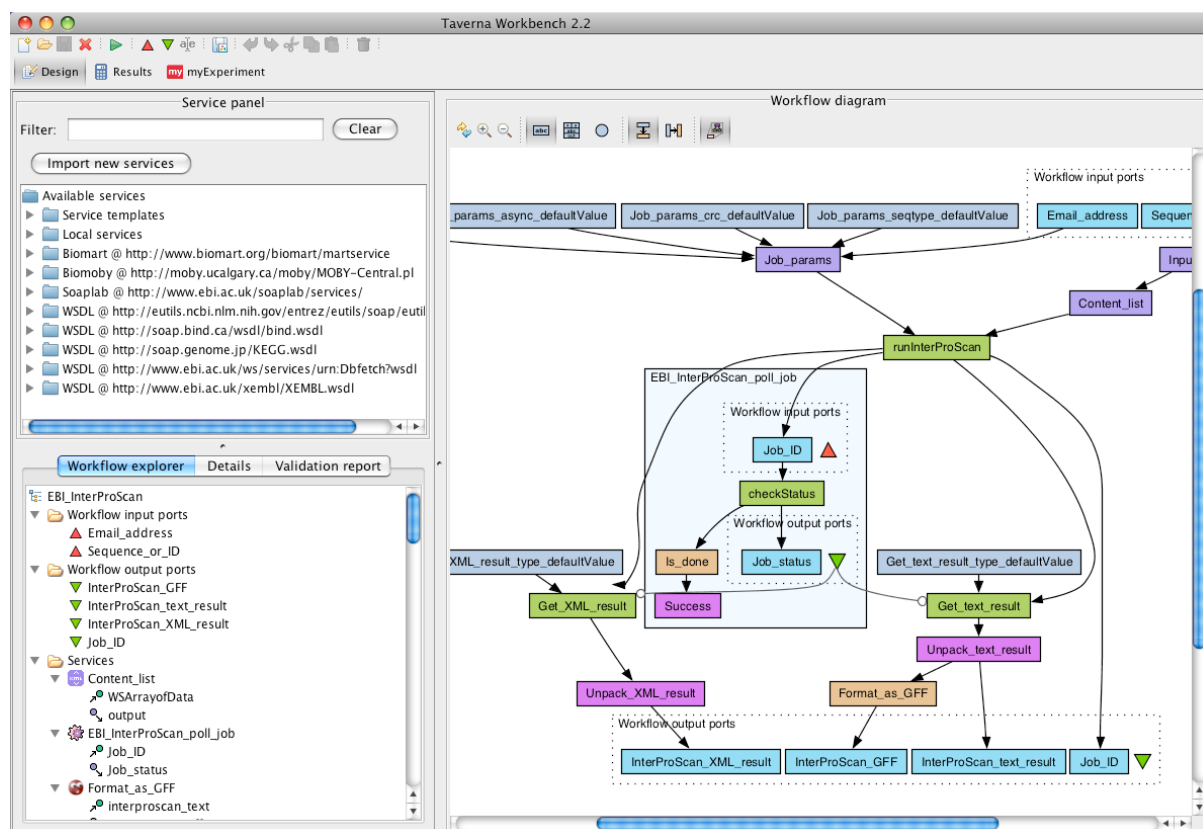 Taverna Workbench 2.2
Design
Results
my myExperiment
Service panel
Filter:
Clear
Import new services
Available services
Service templates
Local services
Biomart @ http://www.biomart.org/biomart/martservice
Biomoby @ http://moby.ucalgary.ca/moby/MOBY-Central.pl
Soaplab @ http://www.ebi.ac.uk/soaplab/services/
WSDL @ http://eutils.ncbi.nlm.nih.gov/entrez/eutils/soap/eutil
WSDL @ http://soap.bind.ca/wsdl/bind.wsdl
WSDL @ http://soap.genome.jp/KEGG.wsdl
WSDL @ http://www.ebi.ac.uk/ws/services/urn:Dbfetch?wsdl
WSDL @ http://www.ebi.ac.uk/xembl/XEMBL.wsdl
Workflow explorer
Details
Validation report
EBI_InterProScan
Workflow input ports
Email_address
Sequence_or_ID
Workflow output ports
InterProScan_GFF
InterProScan_text_result
InterProScan_XML_result
Job_ID
Services
Content_list
WSArrayofData
output
EBI_InterProScan_poll_job
Job_ID
Job_status
Format_as_GFF
interproscan_text
Workflow diagram
abc
Workflow input ports
_params_async_defaultValue
Job_params_crc_defaultValue
Job_params_seqtype_defaultValue
Email_address
Sequen
Job_params
Inpu
Content_list
runInterProScan
EBI_InterProScan_poll_job
Workflow input ports
Job_ID
checkStatus
Workflow output ports
XML_result_type_defaultValue
Is_done
Job_status
Get_text_result_type_defaultValue
Get_XML_result
Success
Get_text_result
Unpack_text_result
Unpack_XML_result
Format_as_GFF
Workflow output ports
InterProScan_XML_result
InterProScan_GFF
InterProScan_text_result
Job_ID